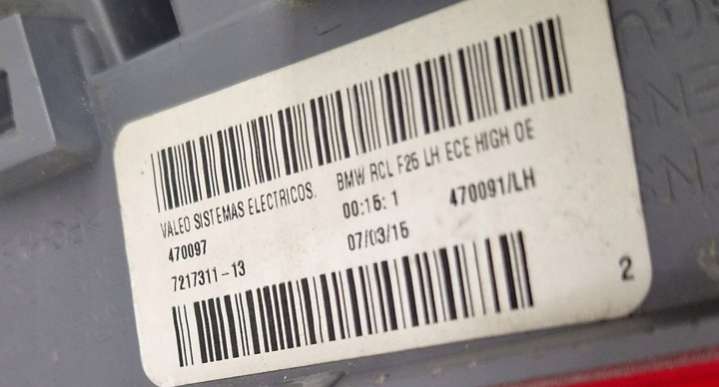 VALEO SISTEMAS ELECTRICOS. BMW RCL F25 LH ECE HIGH OE
470097 00:15:1 470091/LH
7217311-13 07/03/15
2